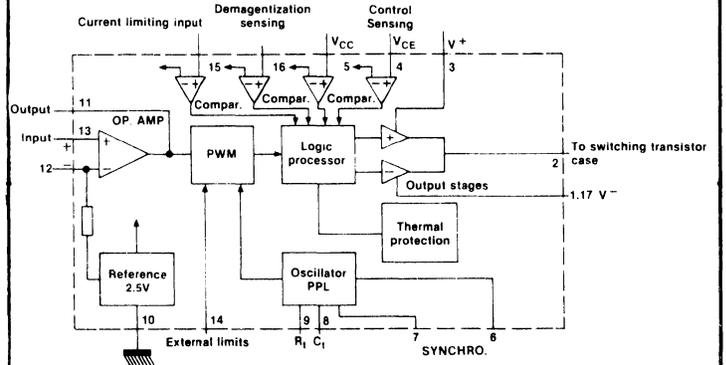 Current limiting input
Demagentization
sensing
Control
Sensing
VCC
VCE
V+
15
16
5
4
3
- +
- +
- +
- +
Compar.
Compar.
Compar.
Output
11
OP. AMP
Input
13
+
+
-
-
12
PWM
Logic
processor
+
-
Output stages
2
To switching transistor
case
1.17 V-
Thermal
protection
Reference
2.5V
Oscillator
PPL
10
14
9
8
7
6
External limits
Rt Ct
SYNCHRO.